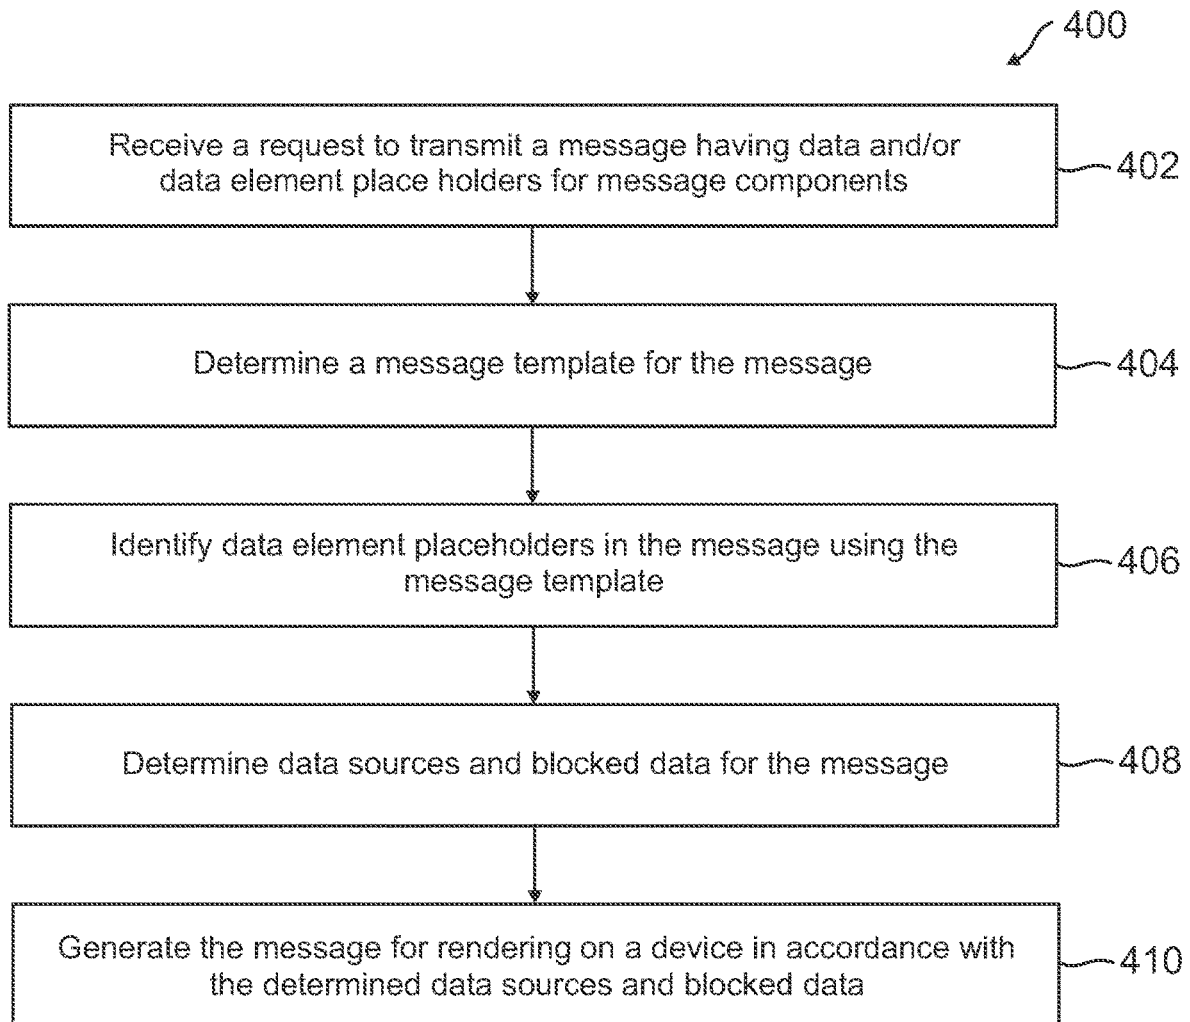 400
Receive a request to transmit a message having data and/or
data element place holders for message components
402
Determine a message template for the message
404
Identify data element placeholders in the message using the
message template
406
Determine data sources and blocked data for the message
408
Generate the message for rendering on a device in accordance with
the determined data sources and blocked data
410